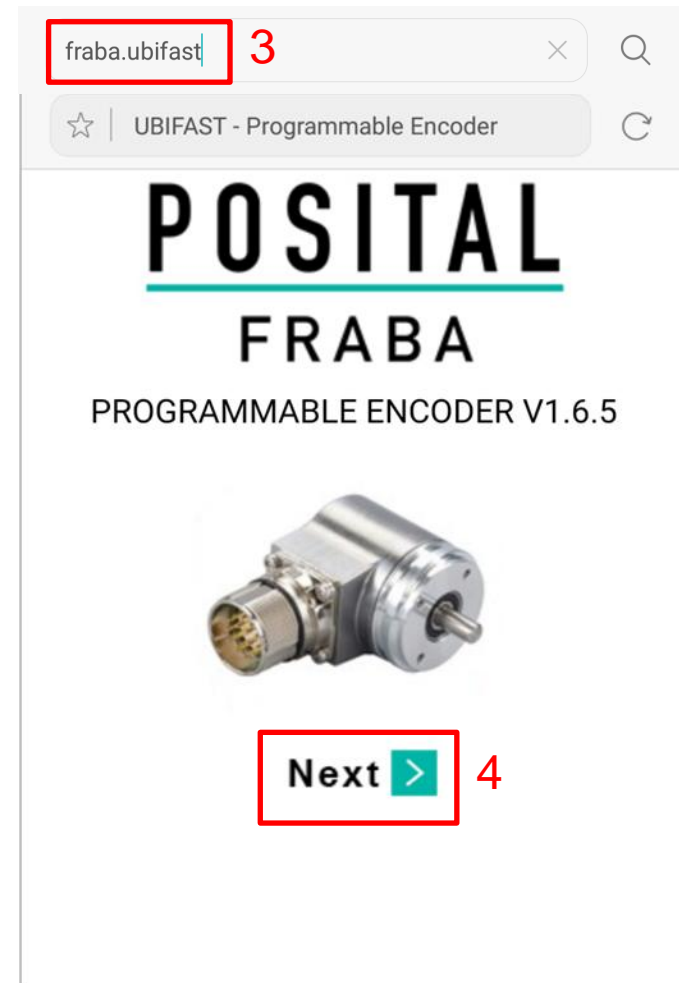 fraba.ubifast 3
UBIFAST - Programmable Encoder
POSITAL
FRABA
PROGRAMMABLE ENCODER V1.6.5
Next 4